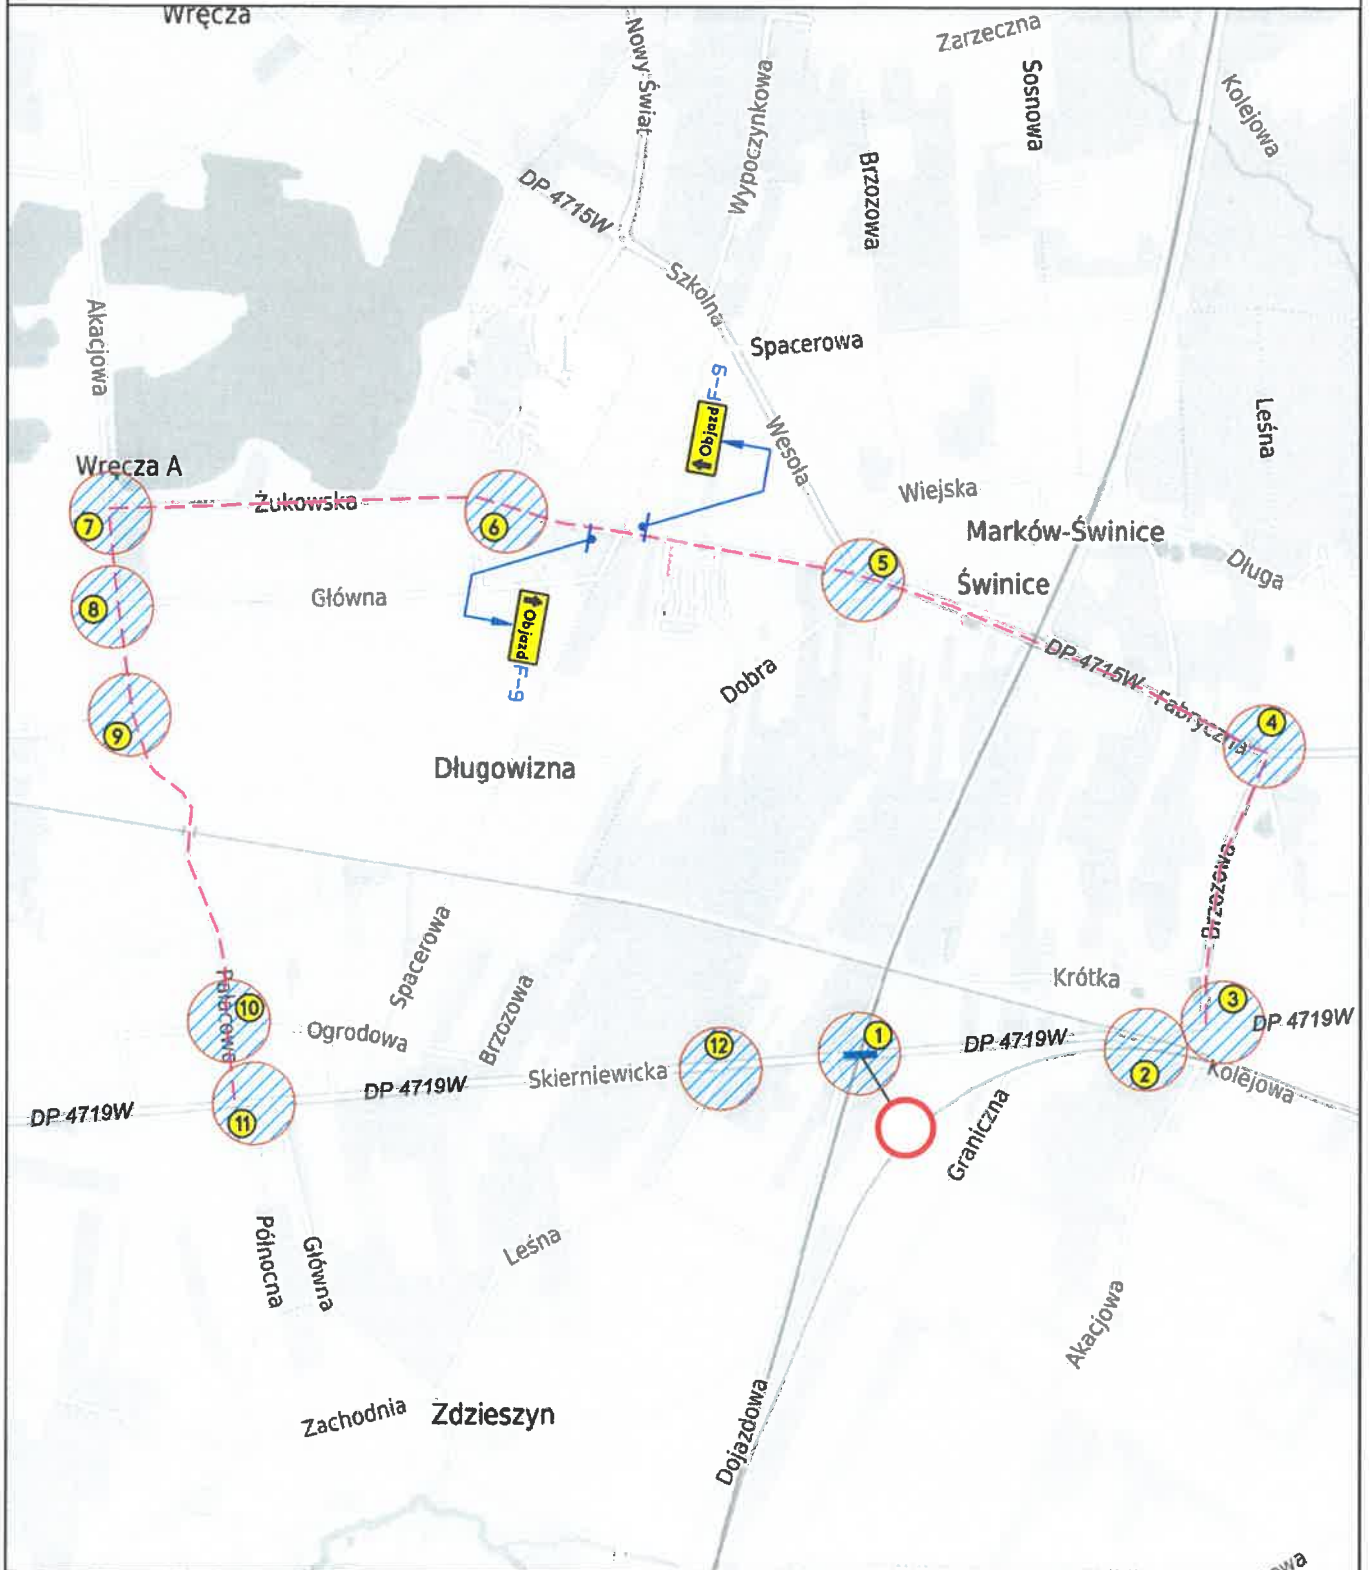 Wręcza
Zarzeczna
Nowy Świat
Wypoczynkowa
Sosnowa
Kolejowa
Brzozowa
DP 4715W
Szkolna
Akacjowa
Spacerowa
F-9
Objazd
Leśna
Wesoła
Wręcza A
Wiejska
Żukowska
7
6
Marków-Świnice
5
Długa
Świnice
Główna
8
Objazd
F-9
DP 4715W
Fabryczna
Dobra
4
9
Długowizna
Brzozowa
Spacerowa
Krótka
Pałacowa
10
3
DP 4719W
Ogrodowa
Brzozowa
12
1
DP 4719W
2
Skierniewicka
Kolejowa
DP 4719W
DP 4719W
11
Graniczna
Północna
Główna
Leśna
Akacjowa
Zachodnia
Zdzieszyn
Dojazdowa